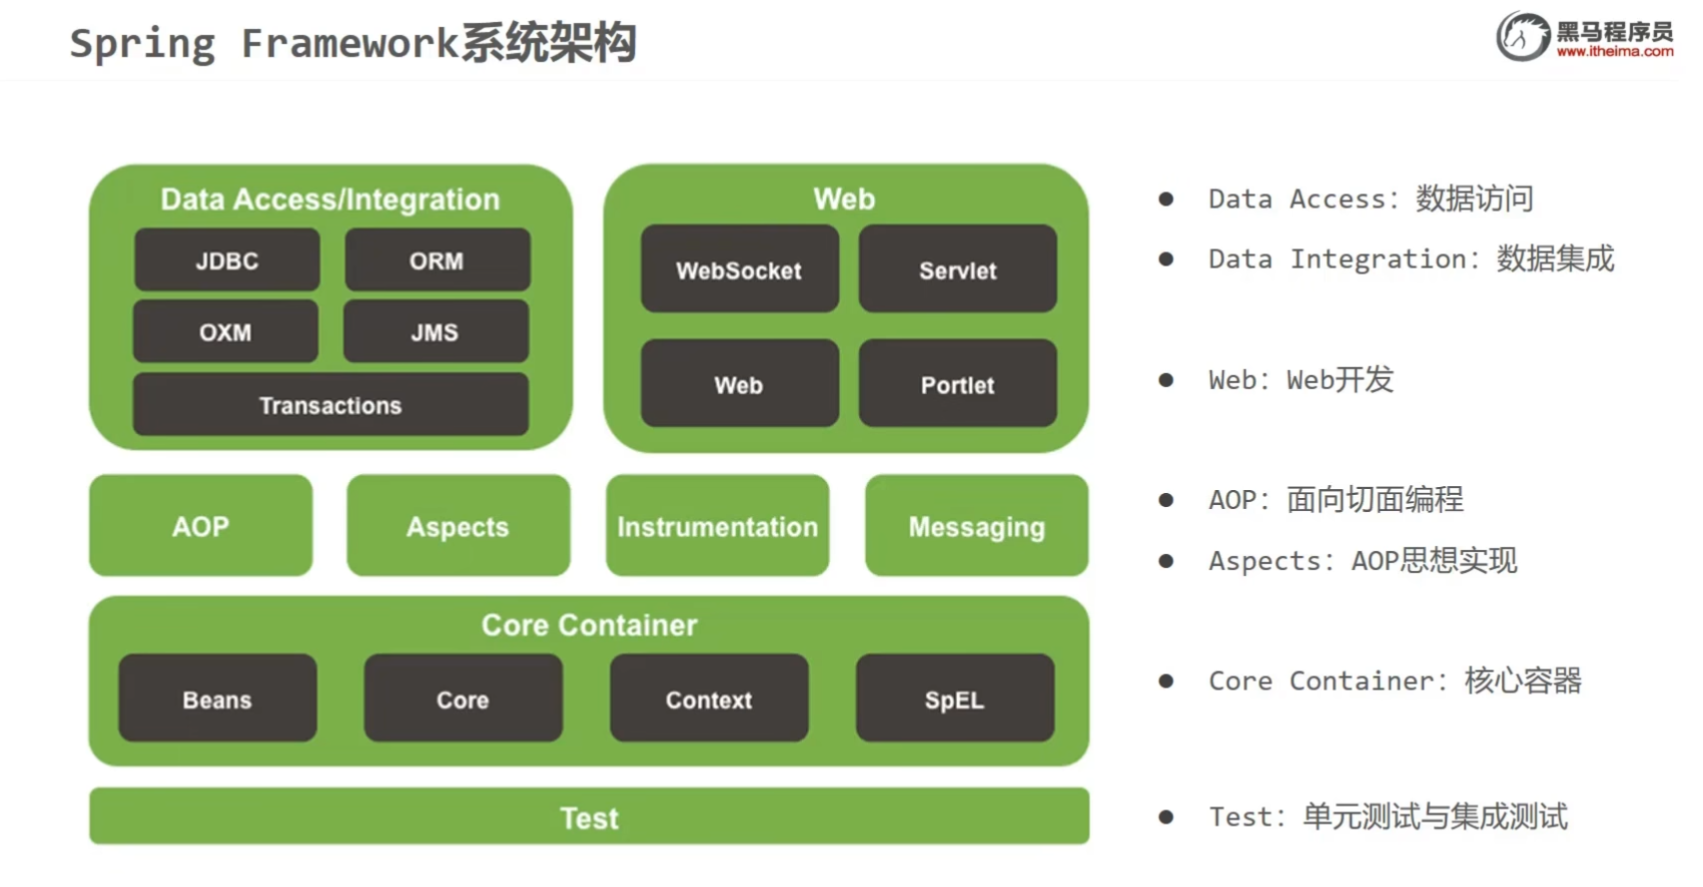 Spring Framework系统架构
黑马程序员
www.itheima.com
Data Access/Integration
JDBC
ORM
OXM
JMS
Transactions
Web
WebSocket
Servlet
Web
Portlet
AOP
Aspects
Instrumentation
Messaging
Core Container
Beans
Core
Context
SpEL
Test
● Data Access：数据访问
● Data Integration：数据集成
● Web：Web开发
● AOP：面向切面编程
● Aspects：AOP思想实现
● Core Container：核心容器
● Test：单元测试与集成测试